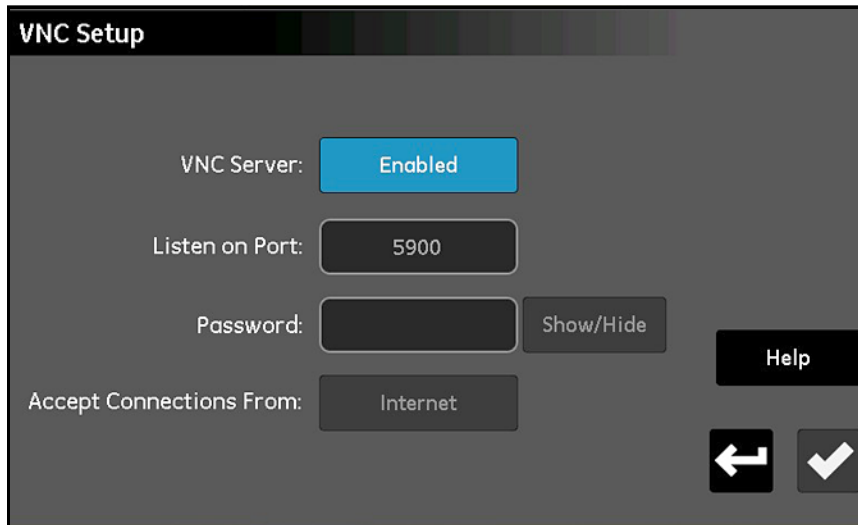 VNC Setup
VNC Server: Enabled
Listen on Port: 5900
Password: Show/Hide
Help
Accept Connections From: Internet